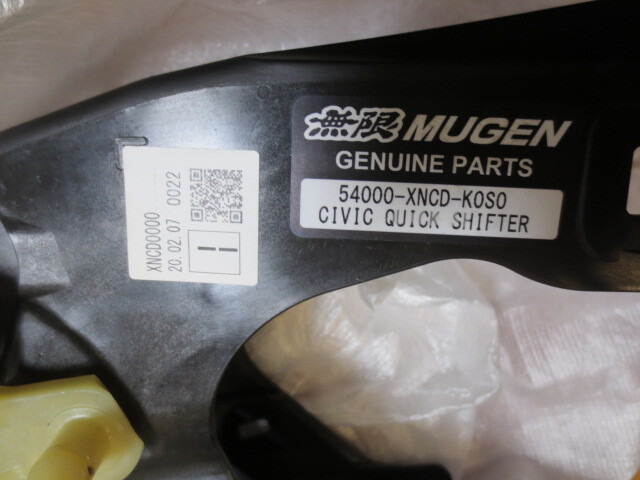 無限 MUGEN
GENUINE PARTS
54000-XNCD-K0S0
CIVIC QUICK SHIFTER
XNCD0000
20.02.07 0022